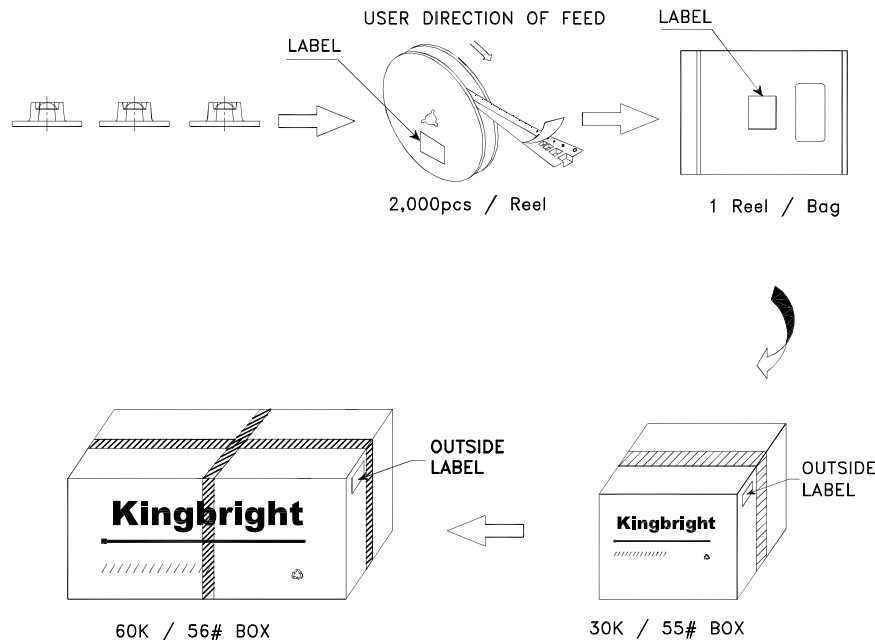 USER DIRECTION OF FEED
LABEL
LABEL
2,000pcs / Reel
1 Reel / Bag
OUTSIDE
LABEL
OUTSIDE
LABEL
Kingbright
Kingbright
60K / 56# BOX
30K / 55# BOX